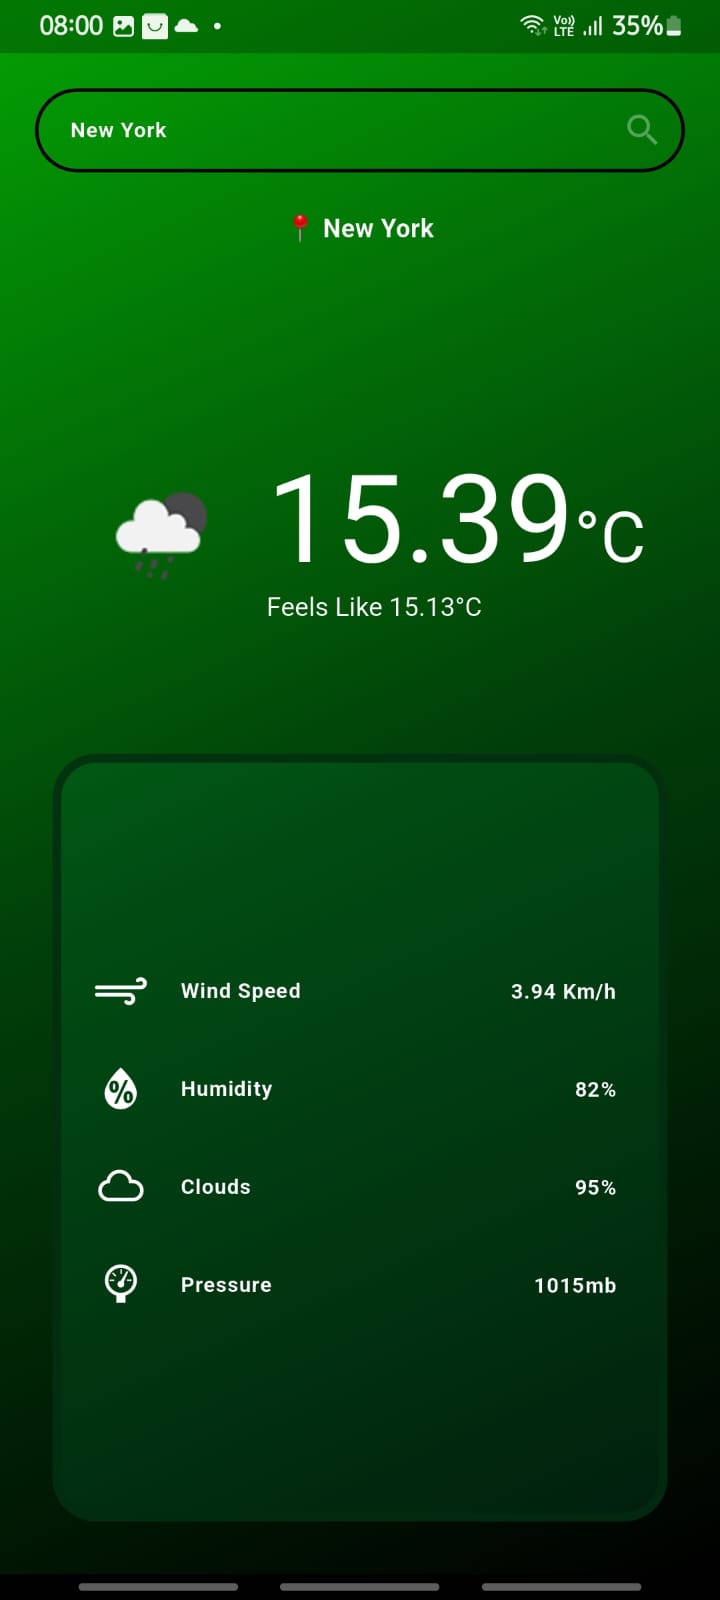 08:00 Vo)) LTE 35%
New York
📍 New York
15.39°C
Feels Like 15.13°C
Wind Speed 3.94 Km/h
% Humidity 82%
Clouds 95%
Pressure 1015mb